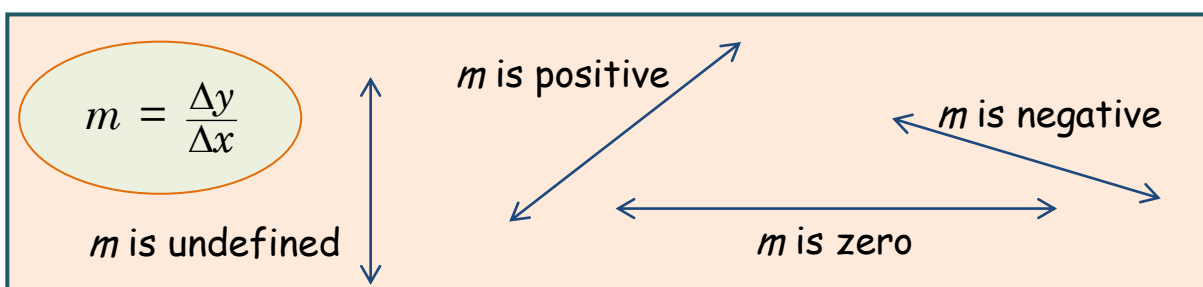 m = Δy/Δx
m is positive
m is negative
m is undefined
m is zero